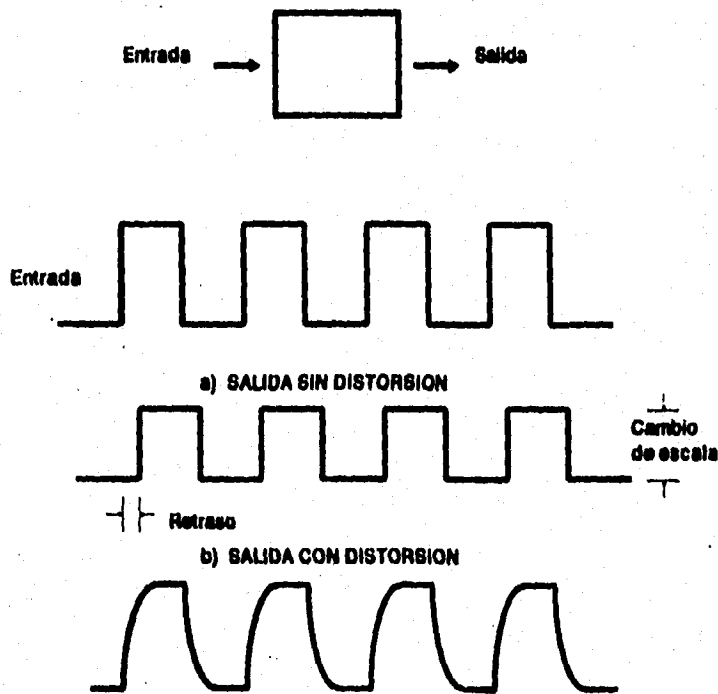 Entrada
Salida
Entrada
a) SALIDA SIN DISTORSION
Cambio
de escala
Retraso
b) SALIDA CON DISTORSION